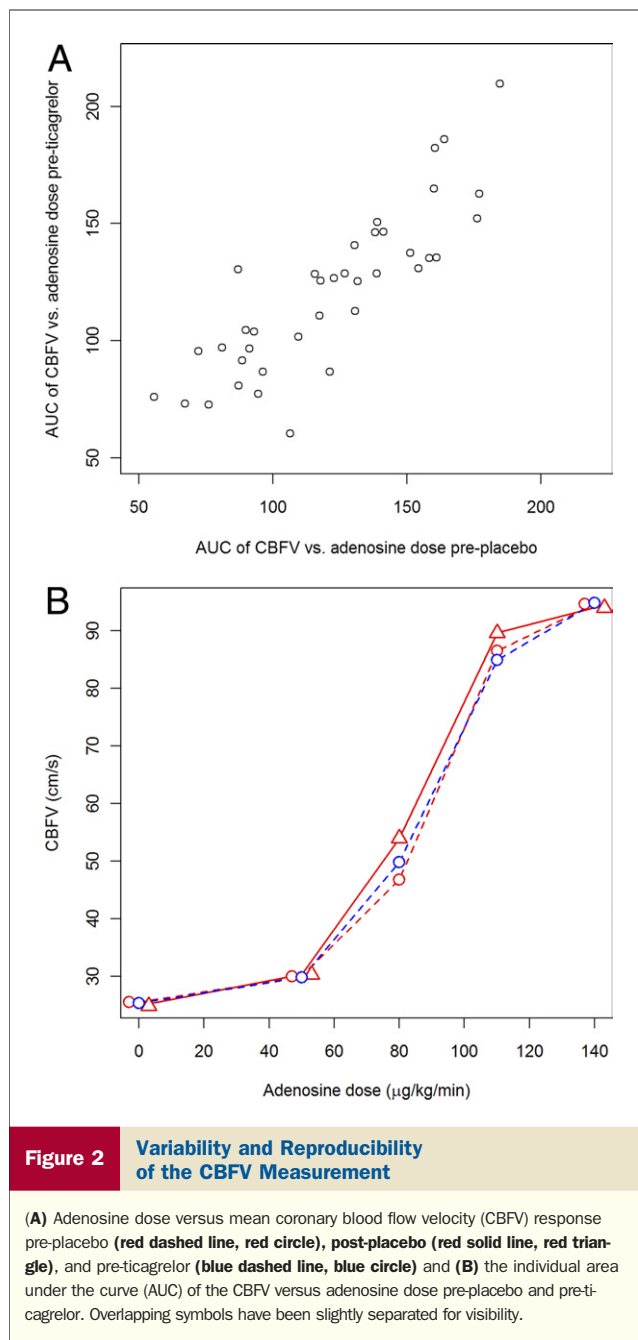 A
AUC of CBFV vs. adenosine dose pre-ticagrelor
200
150
100
50
50
100
150
200
AUC of CBFV vs. adenosine dose pre-placebo
B
CBFV (cm/s)
90
80
70
60
50
40
30
0
20
40
60
80
100
120
140
Adenosine dose (μg/kg/min)
Figure 2
Variability and Reproducibility
of the CBFV Measurement
(A) Adenosine dose versus mean coronary blood flow velocity (CBFV) response
pre-placebo (red dashed line, red circle), post-placebo (red solid line, red trian-
gle), and pre-ticagrelor (blue dashed line, blue circle) and (B) the individual area
under the curve (AUC) of the CBFV versus adenosine dose pre-placebo and pre-ti-
cagrelor. Overlapping symbols have been slightly separated for visibility.